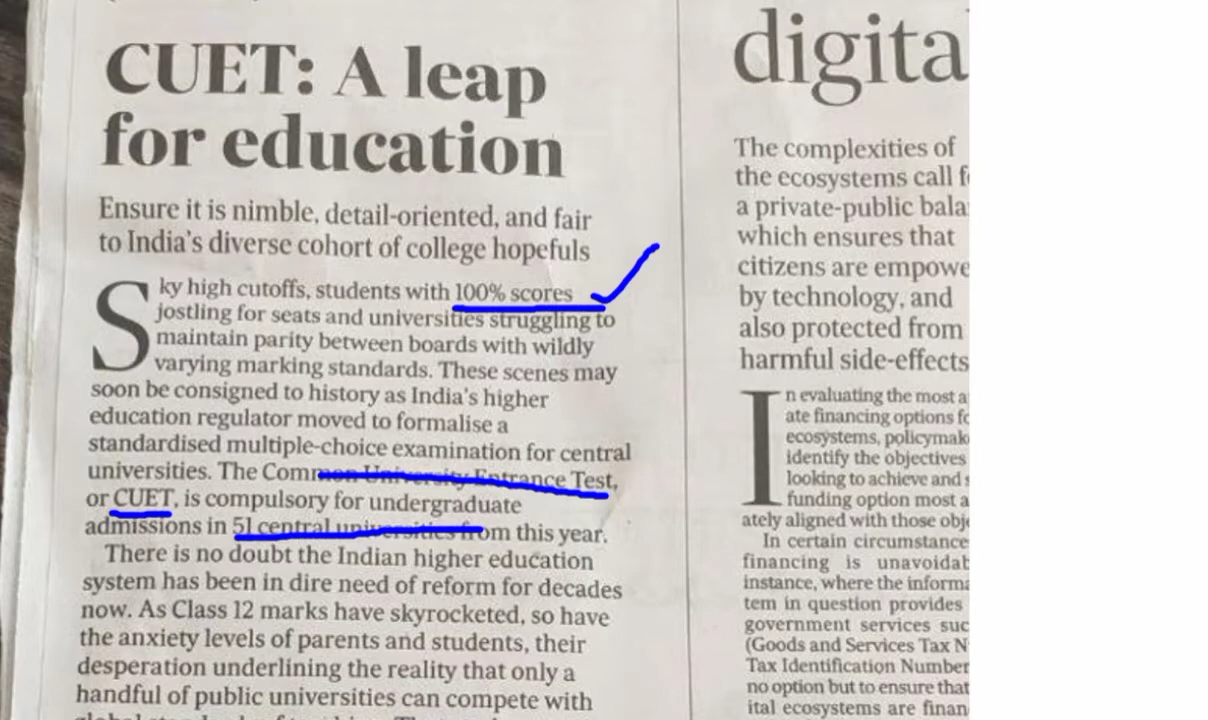 CUET: A leap
for education
Ensure it is nimble, detail-oriented, and fair
to India's diverse cohort of college hopefuls
Sky high cutoffs, students with 100% scores
jostling for seats and universities struggling to
maintain parity between boards with wildly
varying marking standards. These scenes may
soon be consigned to history as India's higher
education regulator moved to formalise a
standardised multiple-choice examination for central
universities. The Common University Entrance Test,
or CUET, is compulsory for undergraduate
admissions in 51 central universities from this year.
There is no doubt the Indian higher education
system has been in dire need of reform for decades
now. As Class 12 marks have skyrocketed, so have
the anxiety levels of parents and students, their
desperation underlining the reality that only a
handful of public universities can compete with
digita
The complexities of
the ecosystems call f
a private-public bala
which ensures that
citizens are empowe
by technology, and
also protected from
harmful side-effects
In evaluating the most a
ate financing options fo
ecosystems, policymak
identify the objectives
looking to achieve and s
funding option most a
ately aligned with those obje
In certain circumstance
financing is unavoidab
instance, where the informa
tem in question provides
government services suc
(Goods and Services Tax N
Tax Identification Number
no option but to ensure that
ital ecosystems are finan